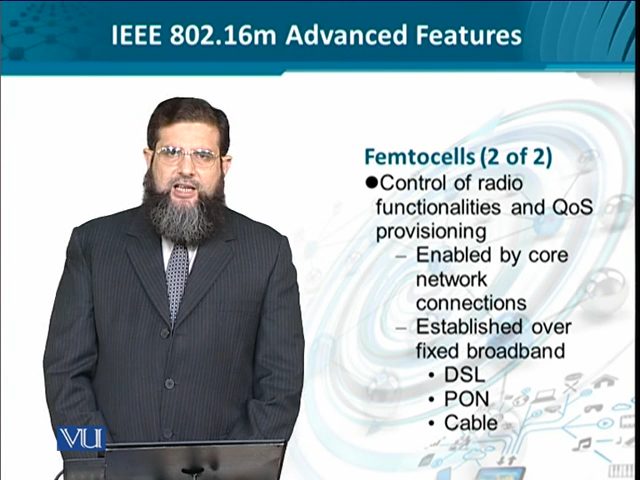 IEEE 802.16m Advanced Features
Femtocells (2 of 2)
●Control of radio
functionalities and QoS
provisioning
– Enabled by core
network
connections
– Established over
fixed broadband
• DSL
• PON
• Cable
VU